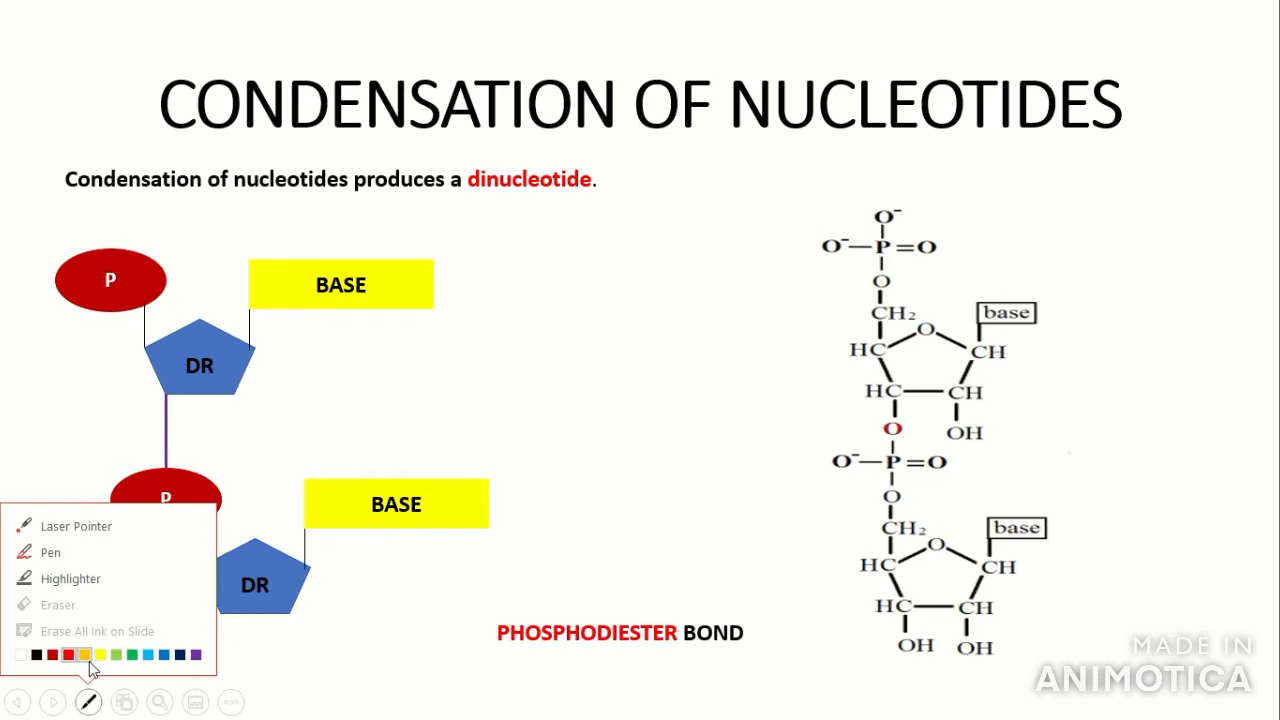 CONDENSATION OF NUCLEOTIDES
Condensation of nucleotides produces a dinucleotide.
P
BASE
DR
P
BASE
DR
PHOSPHODIESTER BOND
O⁻
O⁻—P=O
O
CH₂
O
base
HC
CH
HC
CH
O
OH
O⁻—P=O
O
CH₂
O
base
HC
CH
HC
CH
OH
OH
Laser Pointer
Pen
Highlighter
Eraser
Erase All Ink on Slide
MADE IN
ANIMOTICA